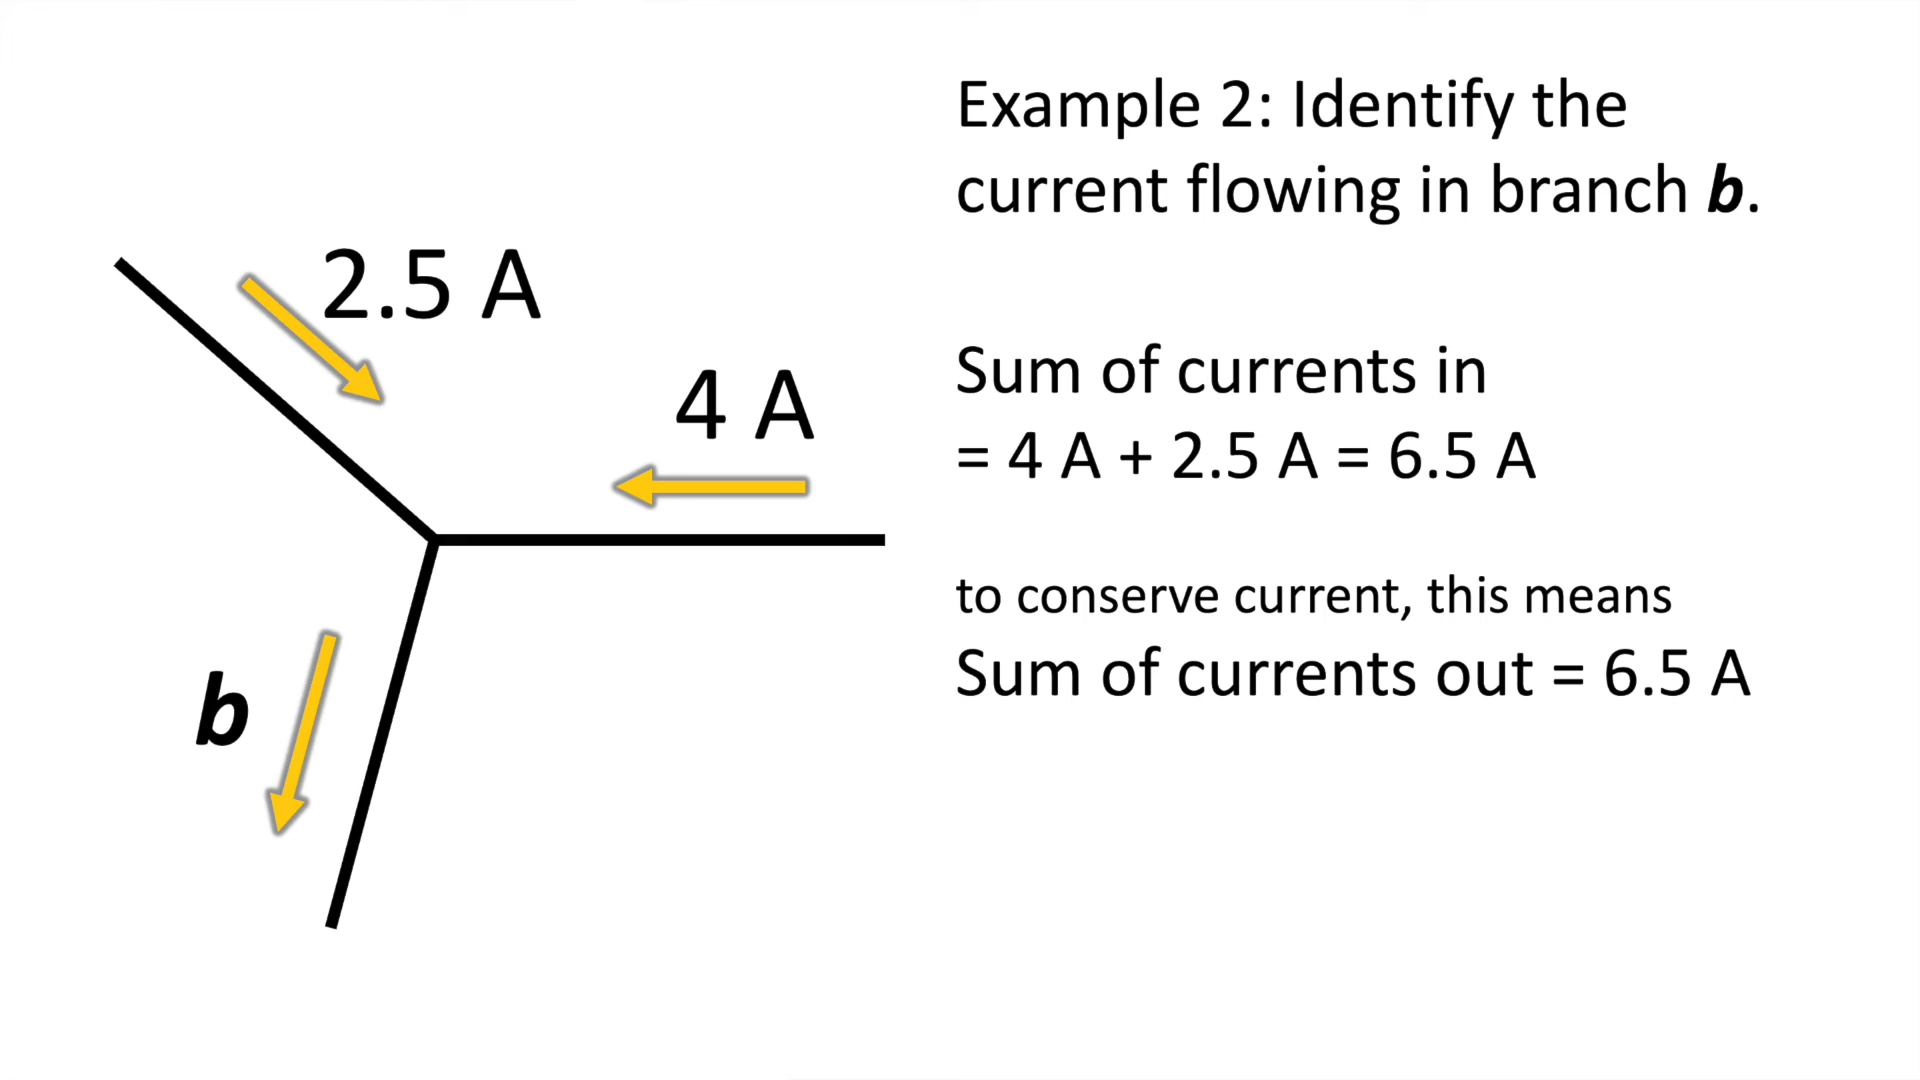 Example 2: Identify the
current flowing in branch b.
2.5 A
4 A
b
Sum of currents in
= 4 A + 2.5 A = 6.5 A
to conserve current, this means
Sum of currents out = 6.5 A